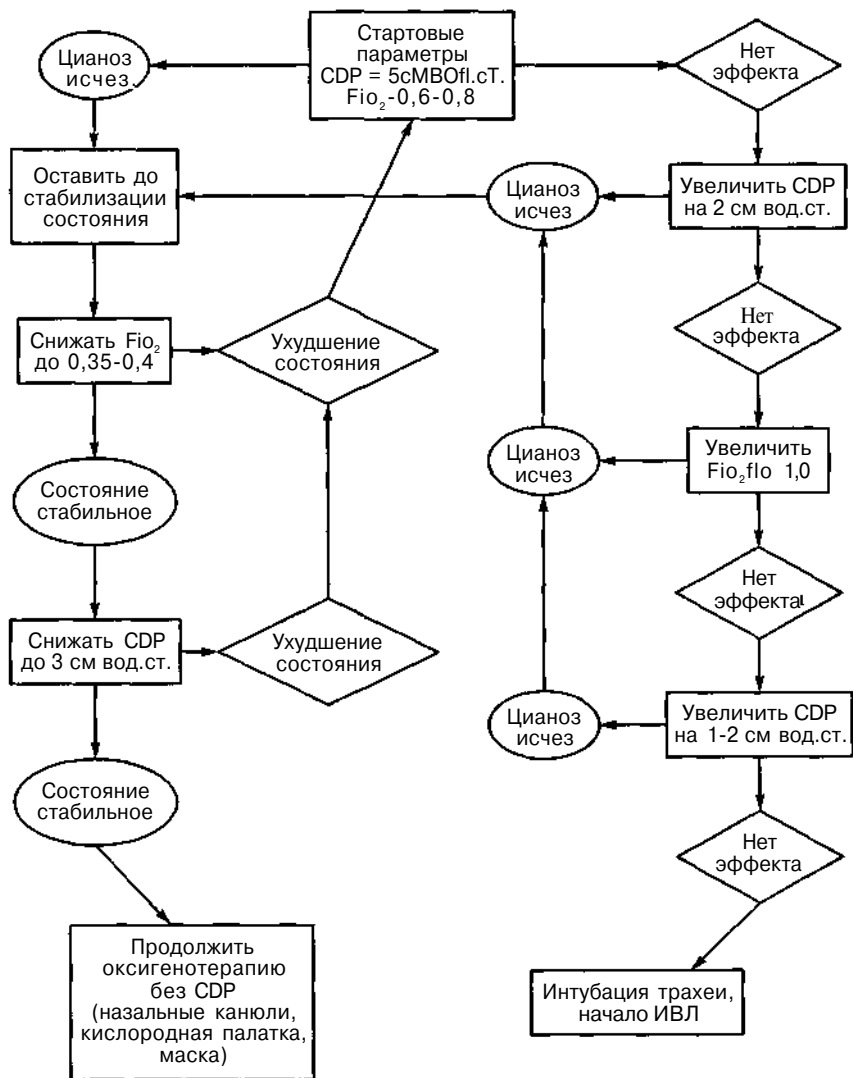 Стартовые
параметры
CDP = 5cMBOfl.cT.
Fio₂-0,6-0,8
Цианоз
исчез
Нет
эффекта
Оставить до
стабилизации
состояния
Цианоз
исчез
Увеличить CDP
на 2 см вод.ст.
Снижать Fio₂
до 0,35-0,4
Ухудшение
состояния
Нет
эффекта
Состояние
стабильное
Цианоз
исчез
Увеличить
Fio₂flo 1,0
Нет
эффекта
Снижать CDP
до 3 см вод.ст.
Ухудшение
состояния
Цианоз
исчез
Увеличить CDP
на 1-2 см вод.ст.
Состояние
стабильное
Нет
эффекта
Продолжить
оксигенотерапию
без CDP
(назальные канюли,
кислородная палатка,
маска)
Интубация трахеи,
начало ИВЛ